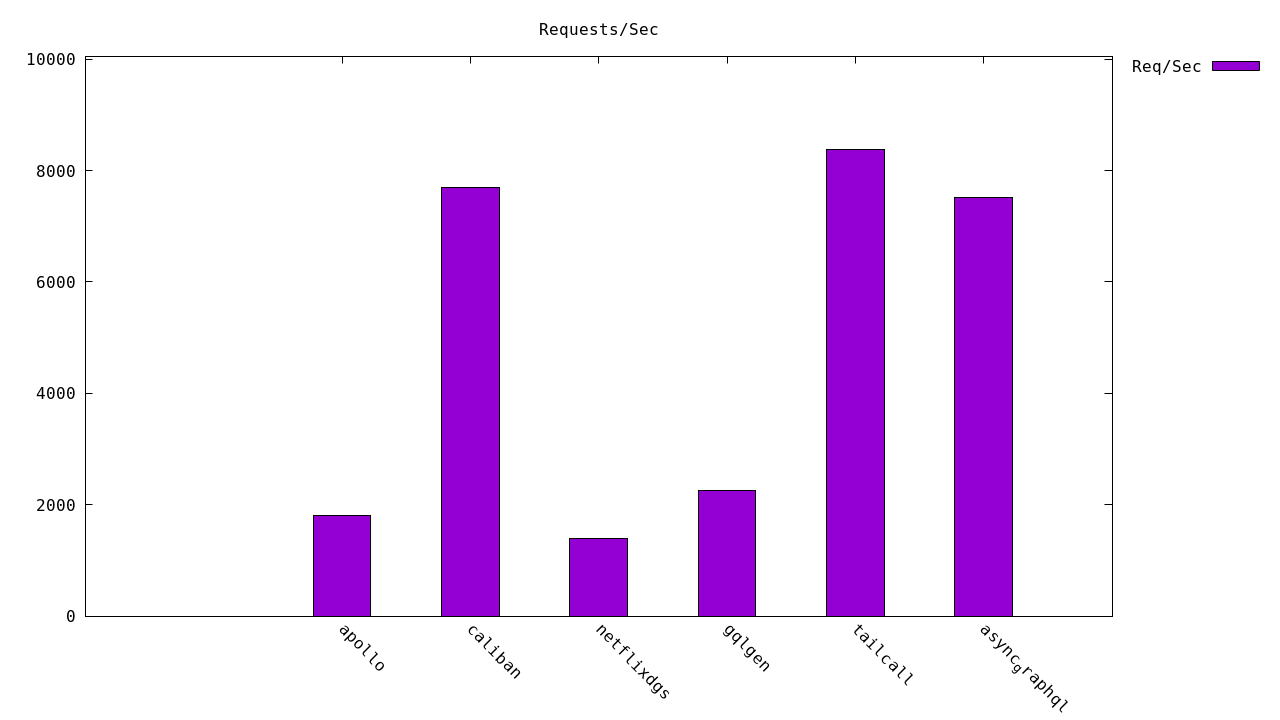 Requests/Sec
Req/Sec
10000
8000
6000
4000
2000
0
apollo
caliban
netflixdgs
gqlgen
tailcall
async_graphql